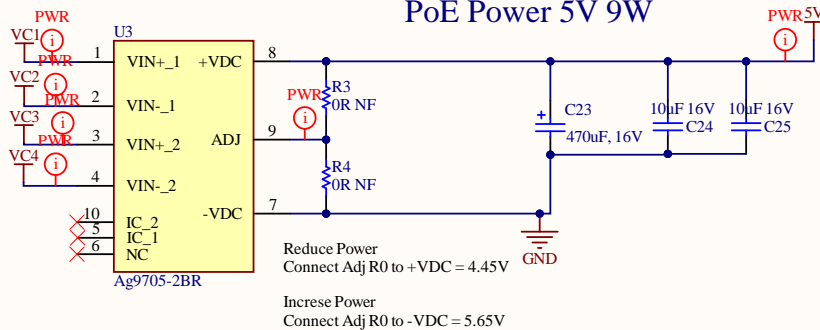 PoE Power 5V 9W
PWR
VC1
PWR
VC2
PWR
VC3
PWR
VC4
U3
1 VIN+_1
2 VIN-_1
3 VIN+_2
4 VIN-_2
10 IC_2
5 IC_1
6 NC
+VDC 8
ADJ 9
-VDC 7
Ag9705-2BR
R3
0R NF
PWR
R4
0R NF
C23
470uF, 16V
10uF 16V
C24
10uF 16V
C25
PWR
5V
GND
Reduce Power
Connect Adj R0 to +VDC = 4.45V
Increse Power
Connect Adj R0 to -VDC = 5.65V